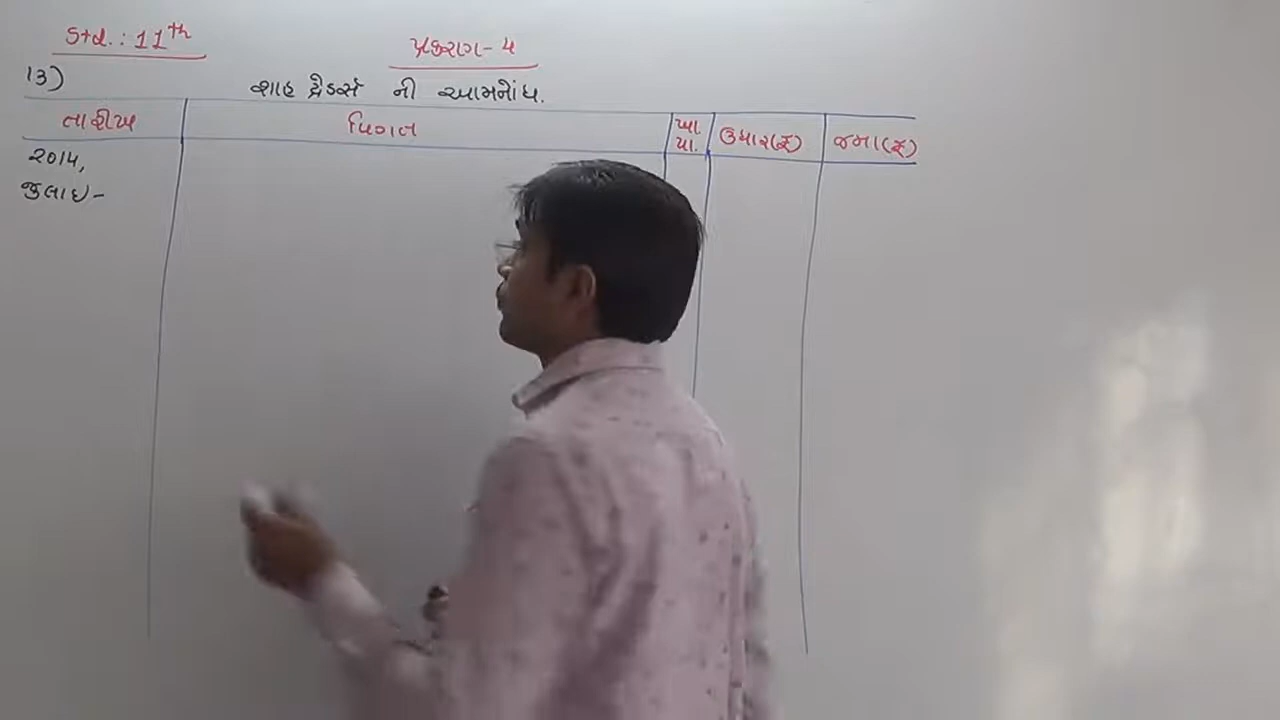 Std. : 11th
પ્રકરણ - 4
13)
શાહ ટ્રેડર્સ ની આમનોંધ.
તારીખ વિગત ખા. પા. ઉધાર(₹) જમા(₹)
2014,
જુલાઇ -